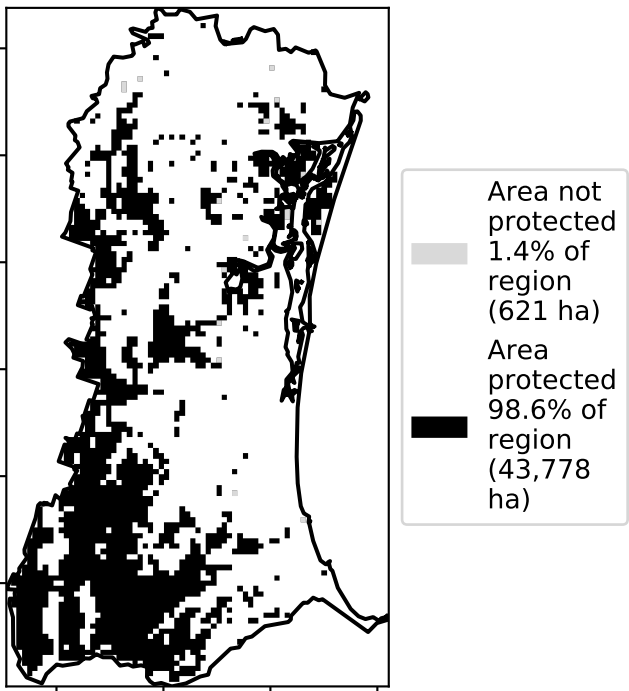 Area not
protected
1.4% of
region
(621 ha)
Area
protected
98.6% of
region
(43,778
ha)